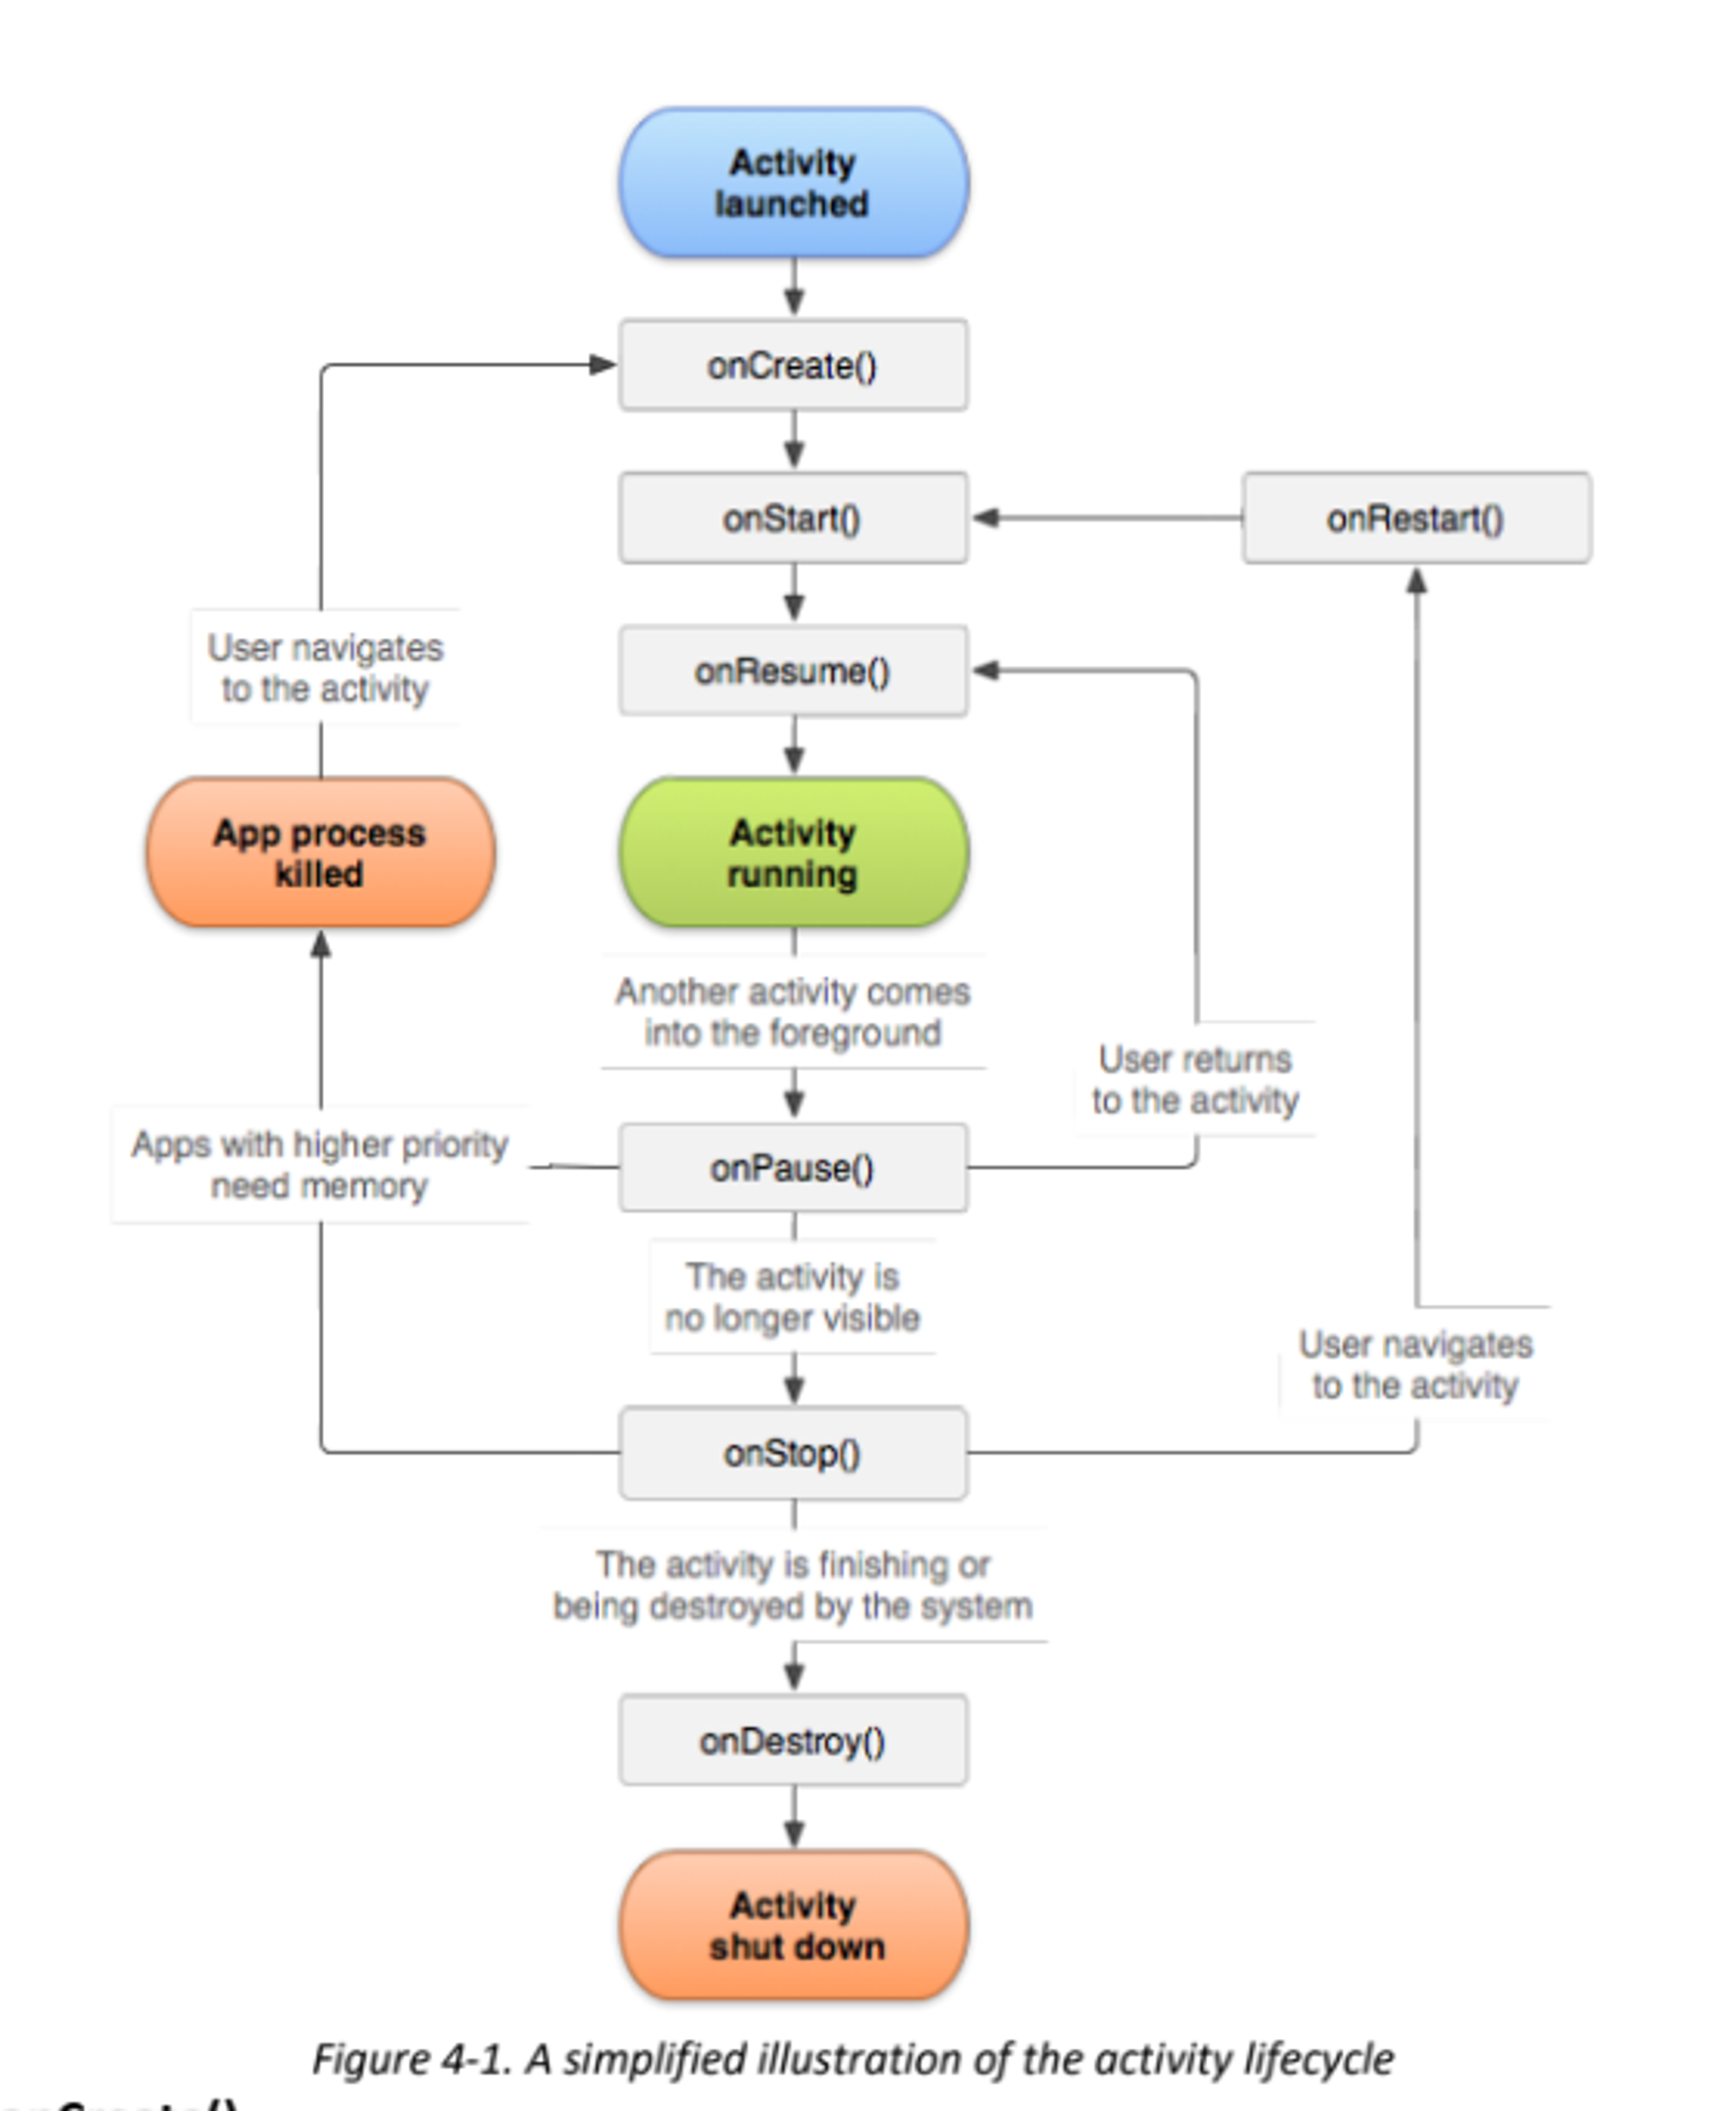 Activity
launched
onCreate()
onStart()
onRestart()
User navigates
to the activity
onResume()
App process
killed
Activity
running
Another activity comes
into the foreground
User returns
to the activity
Apps with higher priority
need memory
onPause()
The activity is
no longer visible
User navigates
to the activity
onStop()
The activity is finishing or
being destroyed by the system
onDestroy()
Activity
shut down
Figure 4-1. A simplified illustration of the activity lifecycle
onCreate()